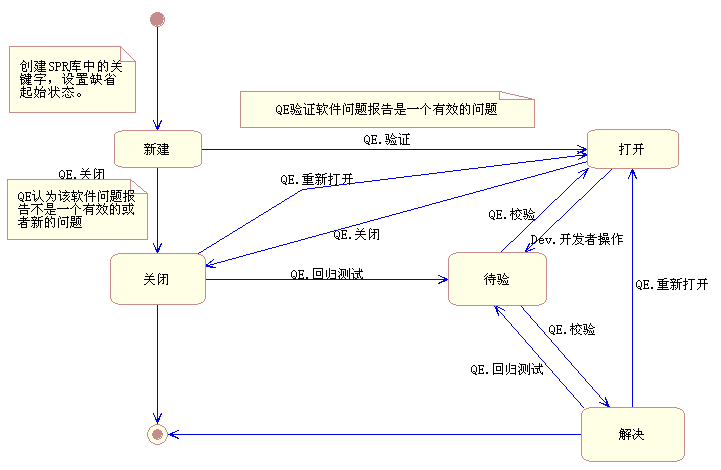 创建SPR库中的关
键字，设置缺省
起始状态。
QE验证软件问题报告是一个有效的问题
新建
QE.验证
打开
QE.关闭
QE.重新打开
QE认为该软件问题报
告不是一个有效的或
者新的问题
QE.校验
QE.关闭
Dev.开发者操作
关闭
QE.回归测试
待验
QE.重新打开
QE.校验
QE.回归测试
解决